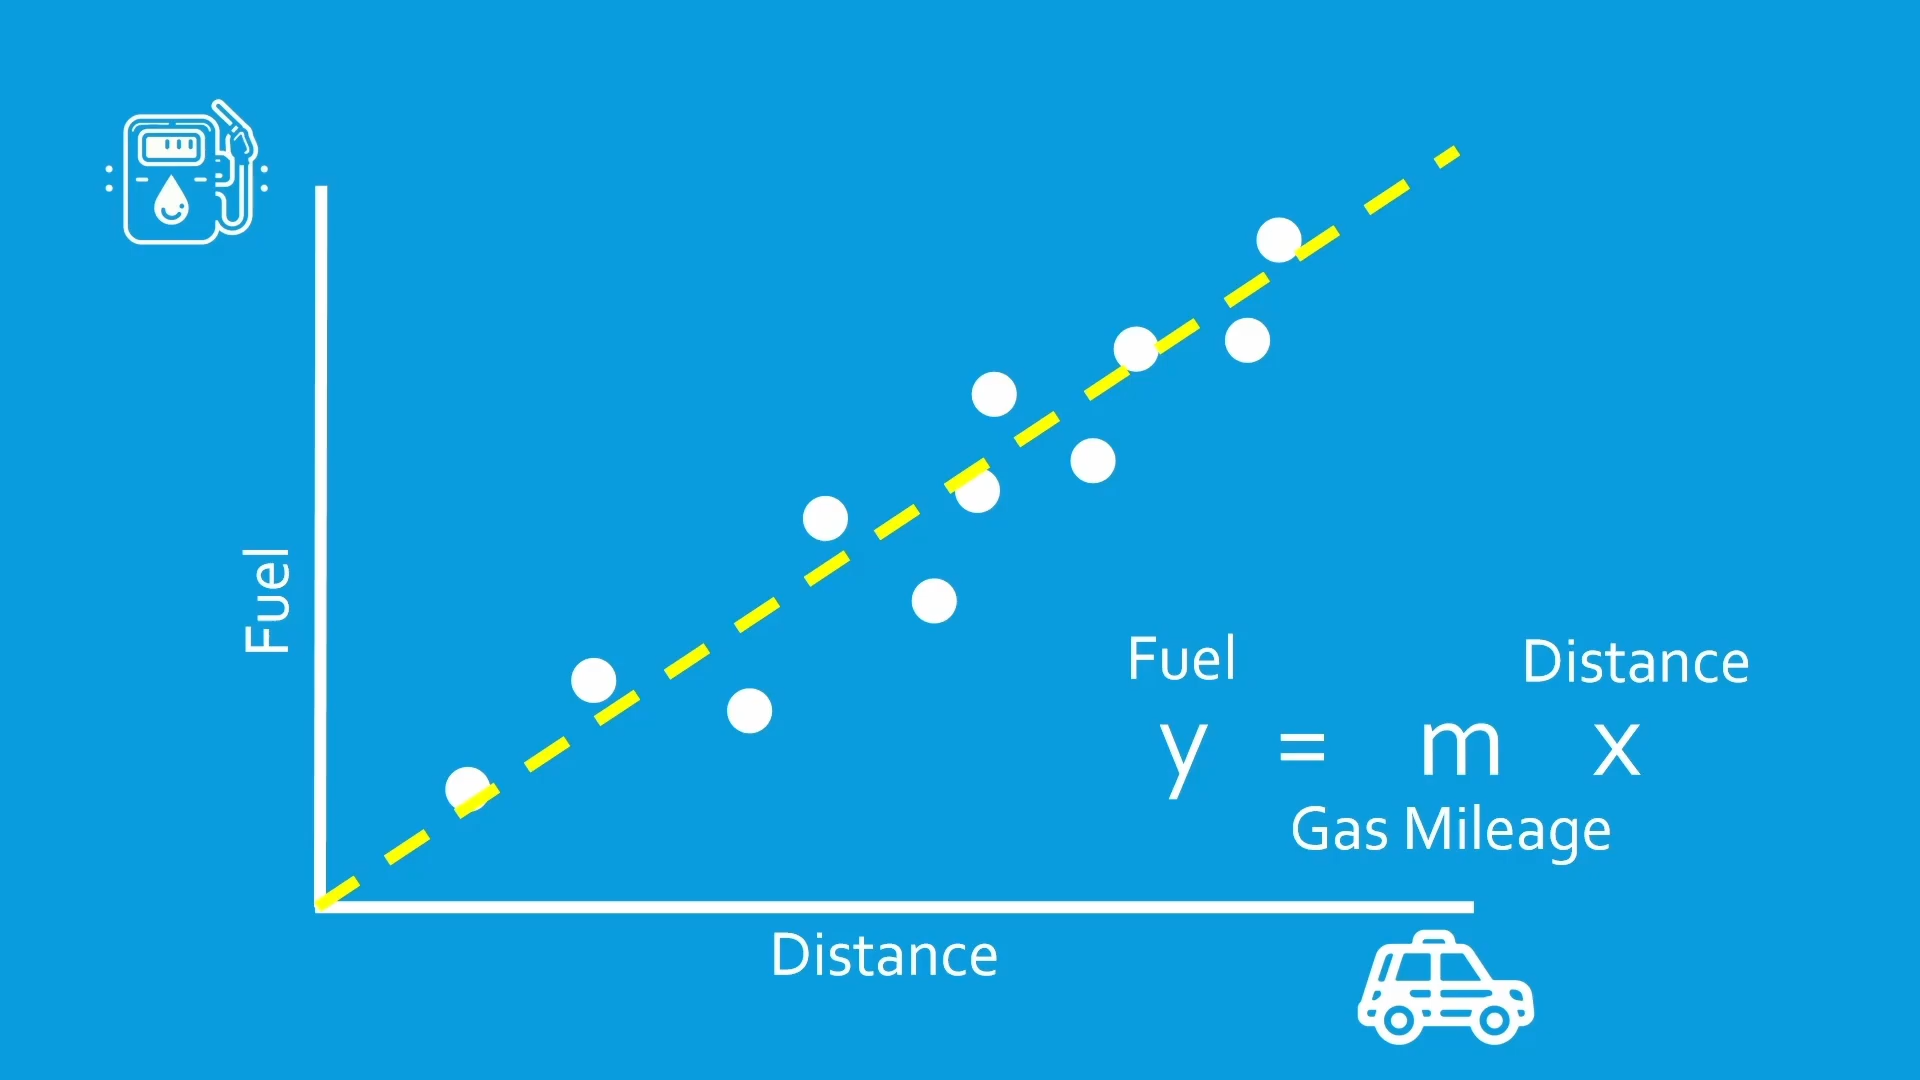 Fuel
Distance
Fuel
Distance
y = m x
Gas Mileage